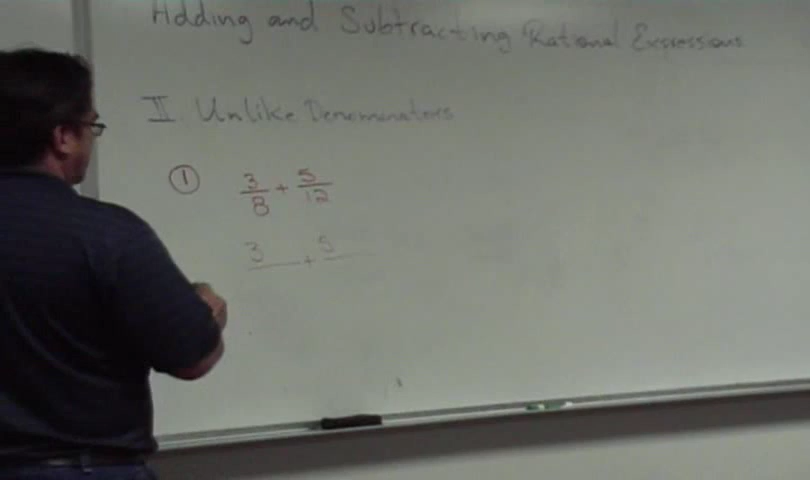 Adding and Subtracting Rational Expressions
II. Unlike Denominators
① 3/8 + 5/12
3/ + 5/